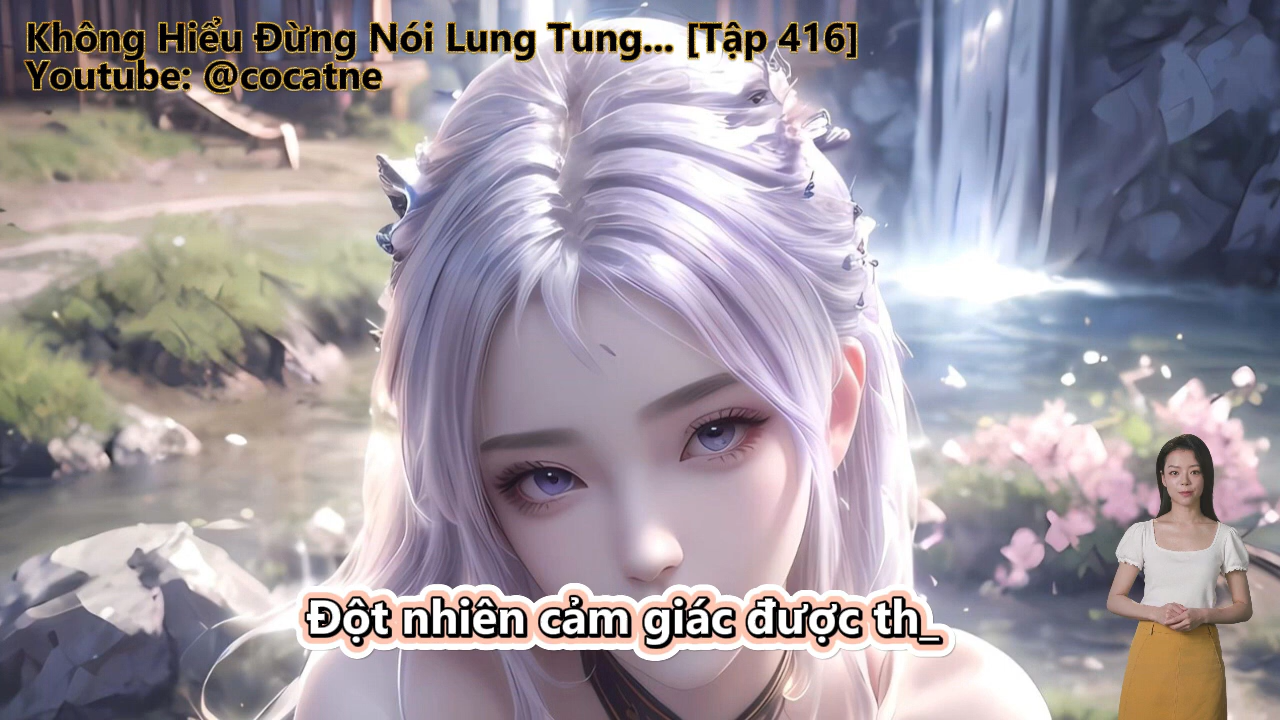 Không Hiểu Đừng Nói Lung Tung... [Tập 416]
Youtube: @cocatne
Đột nhiên cảm giác được th_